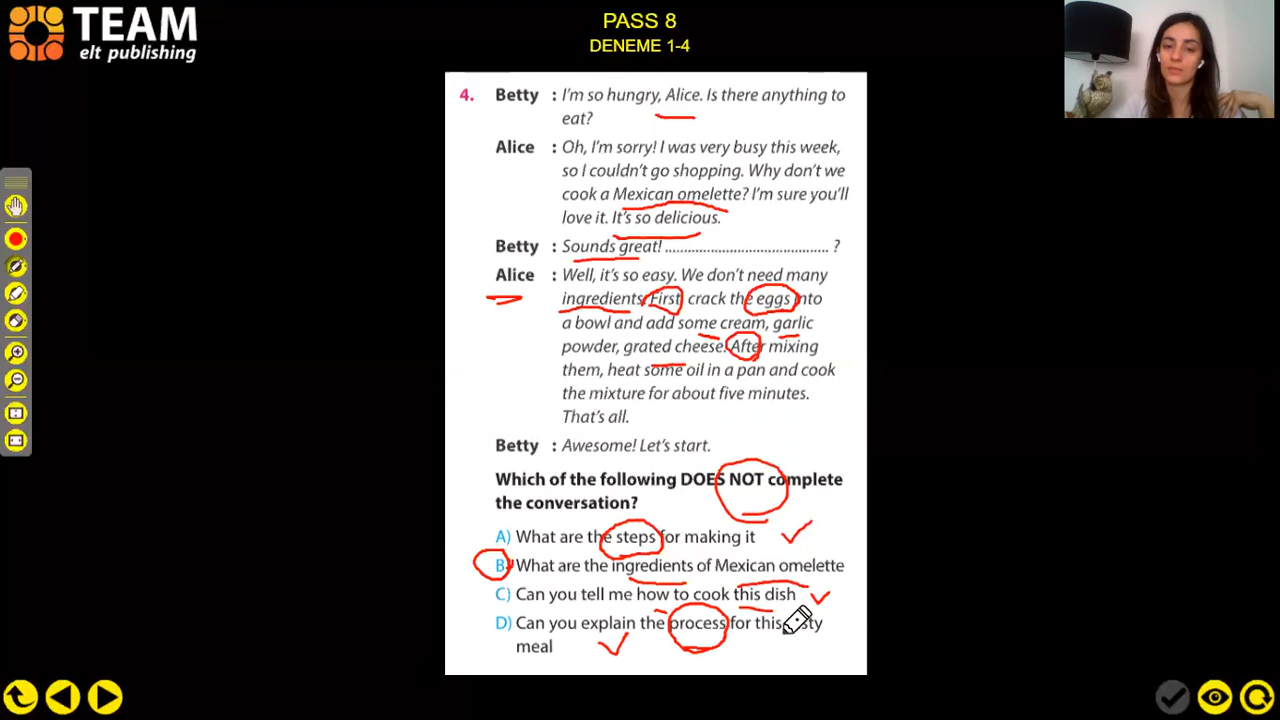 TEAM
elt publishing
PASS 8
DENEME 1-4
4. Betty : I'm so hungry, Alice. Is there anything to
eat?
Alice : Oh, I'm sorry! I was very busy this week,
so I couldn't go shopping. Why don't we
cook a Mexican omelette? I'm sure you'll
love it. It's so delicious.
Betty : Sounds great! .......................................... ?
Alice : Well, it's so easy. We don't need many
ingredients. First, crack the eggs into
a bowl and add some cream, garlic
powder, grated cheese. After mixing
them, heat some oil in a pan and cook
the mixture for about five minutes.
That's all.
Betty : Awesome! Let's start.
Which of the following DOES NOT complete
the conversation?
A) What are the steps for making it
B) What are the ingredients of Mexican omelette
C) Can you tell me how to cook this dish
D) Can you explain the process for this
meal